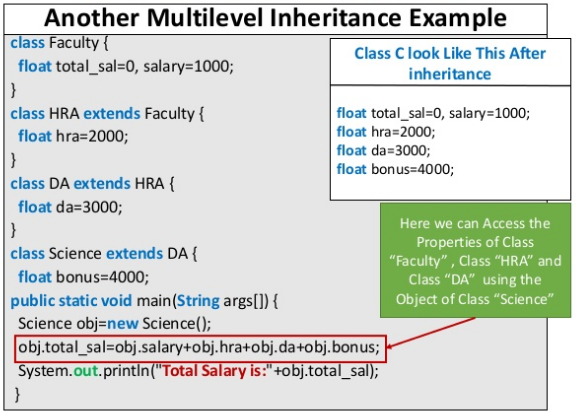 Another Multilevel Inheritance Example
class Faculty {
float total_sal=0, salary=1000;
}
class HRA extends Faculty {
float hra=2000;
}
class DA extends HRA {
float da=3000;
}
class Science extends DA {
float bonus=4000;
public static void main(String args[]) {
Science obj=new Science();
obj.total_sal=obj.salary+obj.hra+obj.da+obj.bonus;
System.out.println("Total Salary is:"+obj.total_sal);
}
Class C look Like This After
inheritance
float total_sal=0, salary=1000;
float hra=2000;
float da=3000;
float bonus=4000;
Here we can Access the
Properties of Class
“Faculty” , Class “HRA” and
Class “DA” using the
Object of Class “Science”